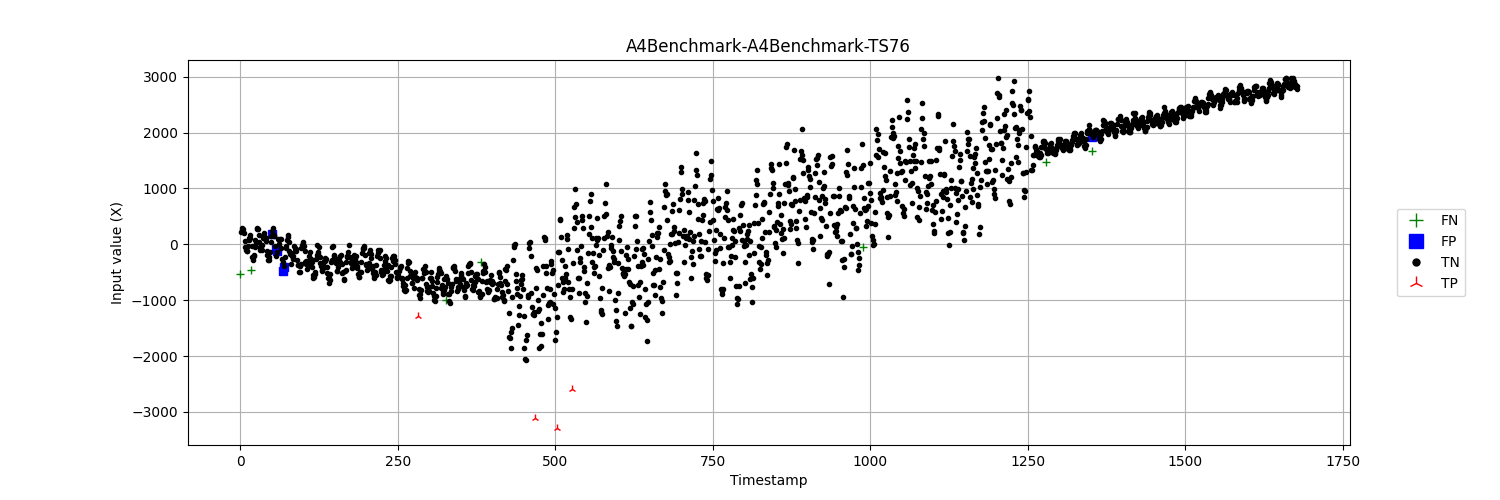 A4Benchmark-A4Benchmark-TS76
3000
2000
1000
0
−1000
−2000
−3000
Input value (X)
0
250
500
750
1000
1250
1500
1750
Timestamp
FN
FP
TN
TP